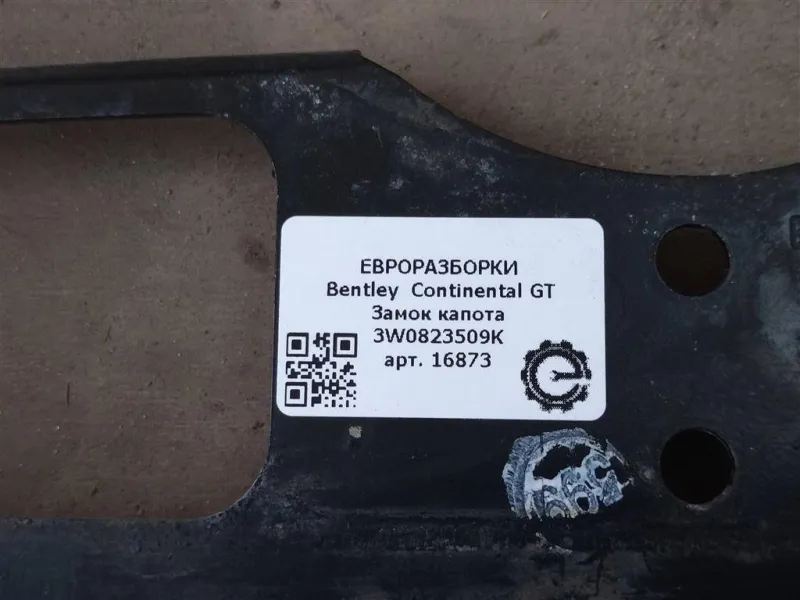 ЕВРОРАЗБОРКИ
Bentley Continental GT
Замок капота
3W0823509K
арт. 16873